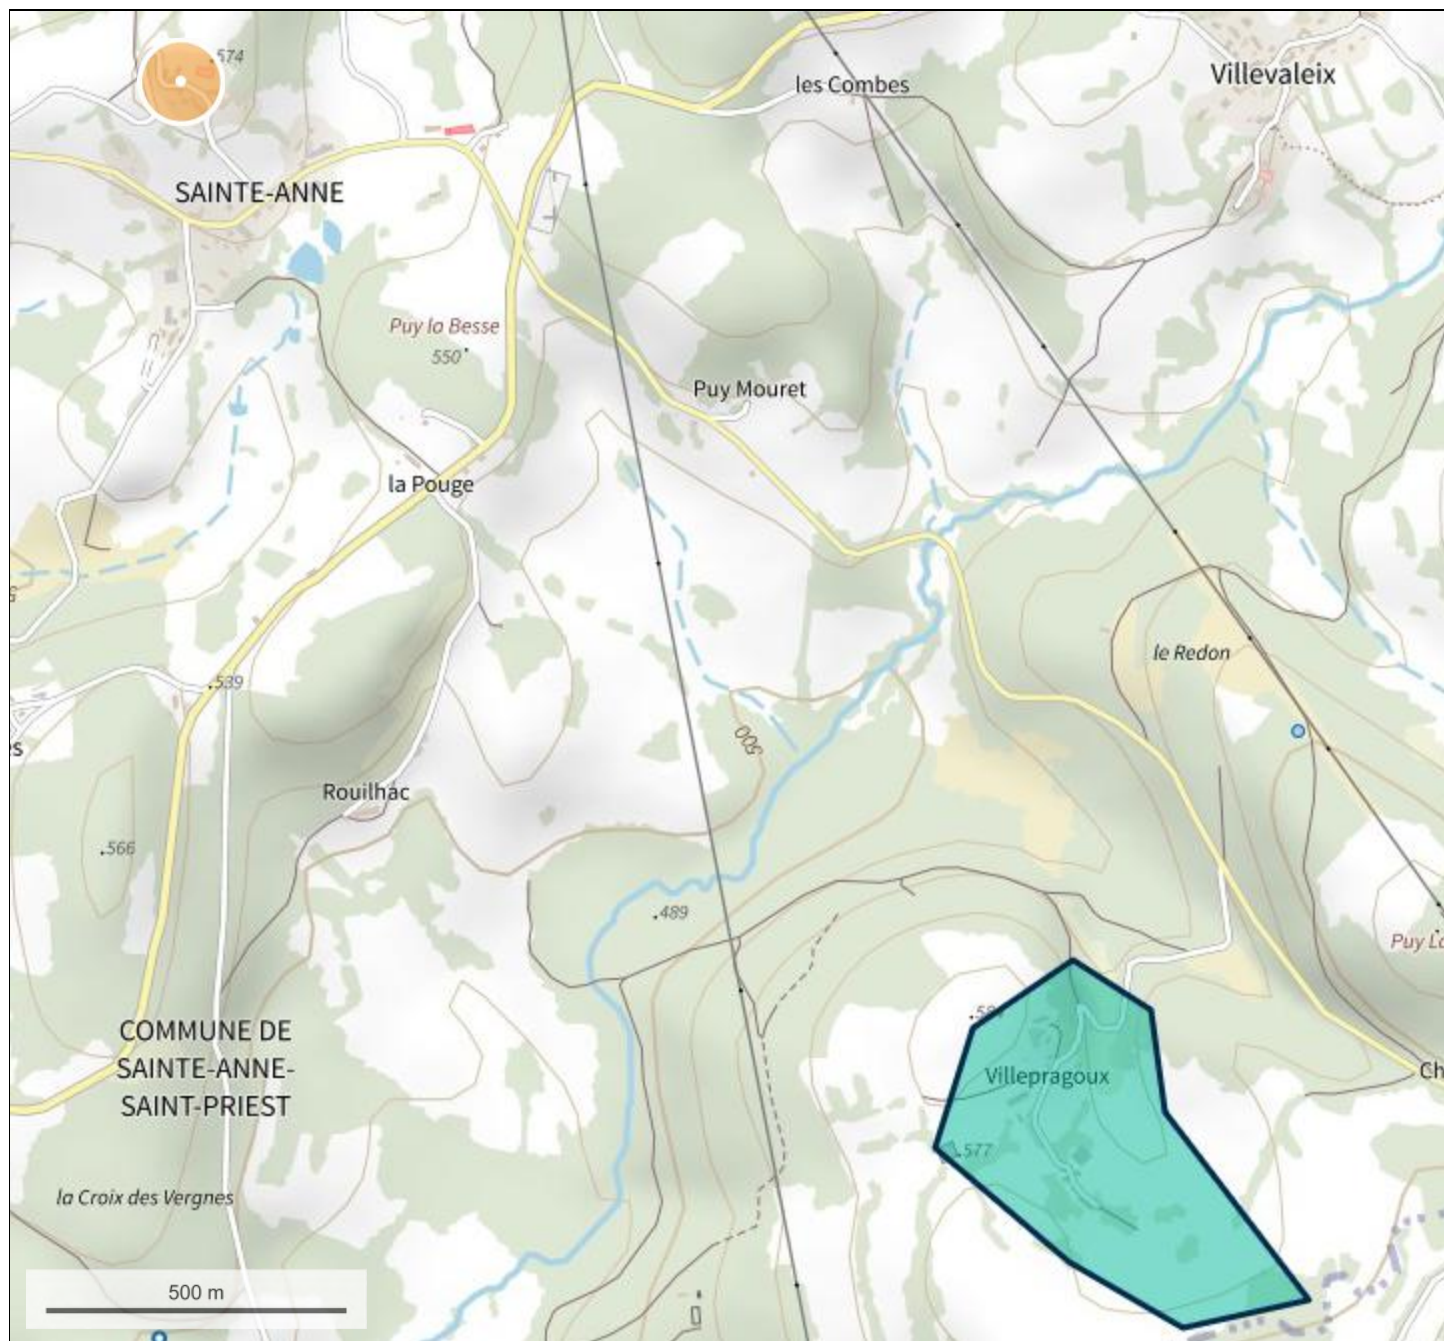 574
les Combes
Villevaleix
SAINTE-ANNE
Puy la Besse
550
Puy Mouret
la Pouge
le Redon
539
500
Rouilhac
566
489
COMMUNE DE
SAINTE-ANNE-
SAINT-PRIEST
Villepragoux
577
la Croix des Vergnes
500 m